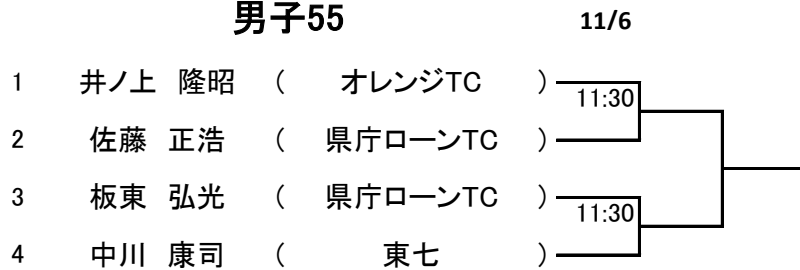 男子55 11/6
1 井ノ上 隆昭 ( オレンジTC )
11:30
2 佐藤 正浩 ( 県庁ローンTC )
3 板東 弘光 ( 県庁ローンTC )
11:30
4 中川 康司 ( 東七 )